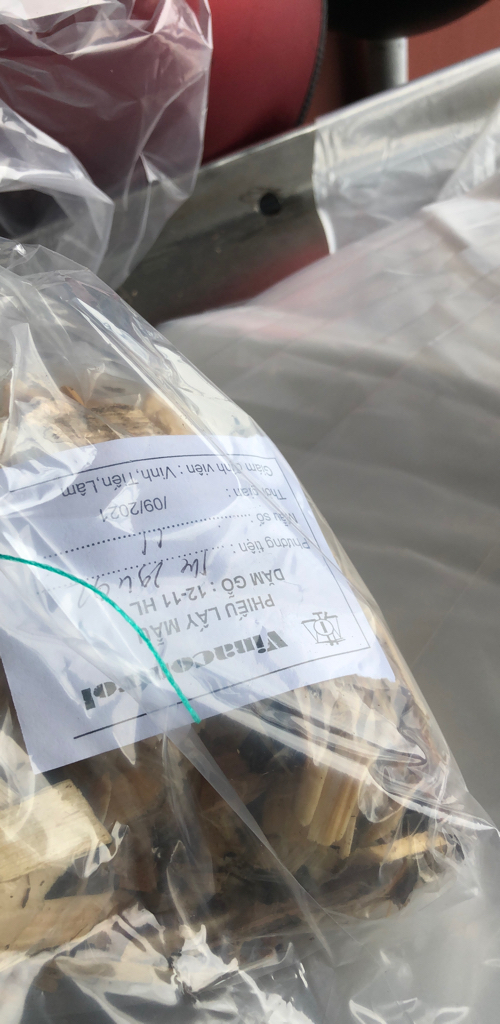 Vinacontrol
PHIẾU LẤY MẪU
DĂM GỖ : 12-11 HL
Phương tiện :
Mẫu số 11
Thời gian : /09/2021
Giám định viên : Vinh,Tiến,Lâm